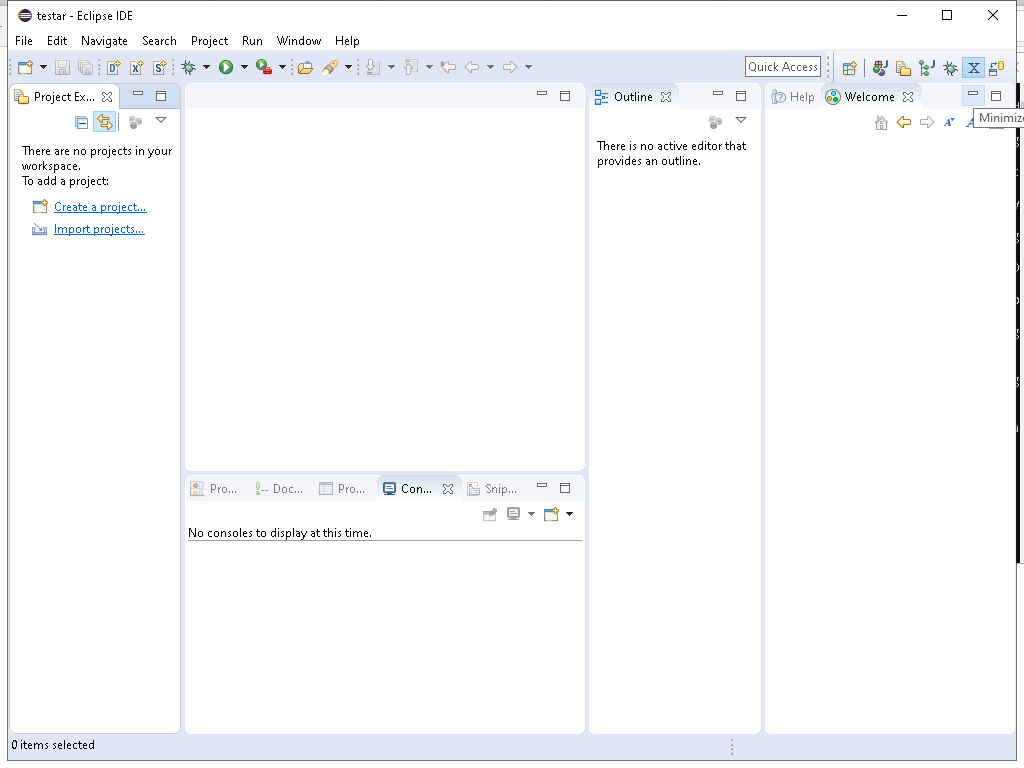 testar - Eclipse IDE
File Edit Navigate Search Project Run Window Help
Quick Access
Project Ex...
Outline
Help
Welcome
Minimize
There are no projects in your
workspace.
To add a project:
Create a project...
Import projects...
There is no active editor that
provides an outline.
Pro...
Doc...
Pro...
Con...
Snip...
No consoles to display at this time.
0 items selected